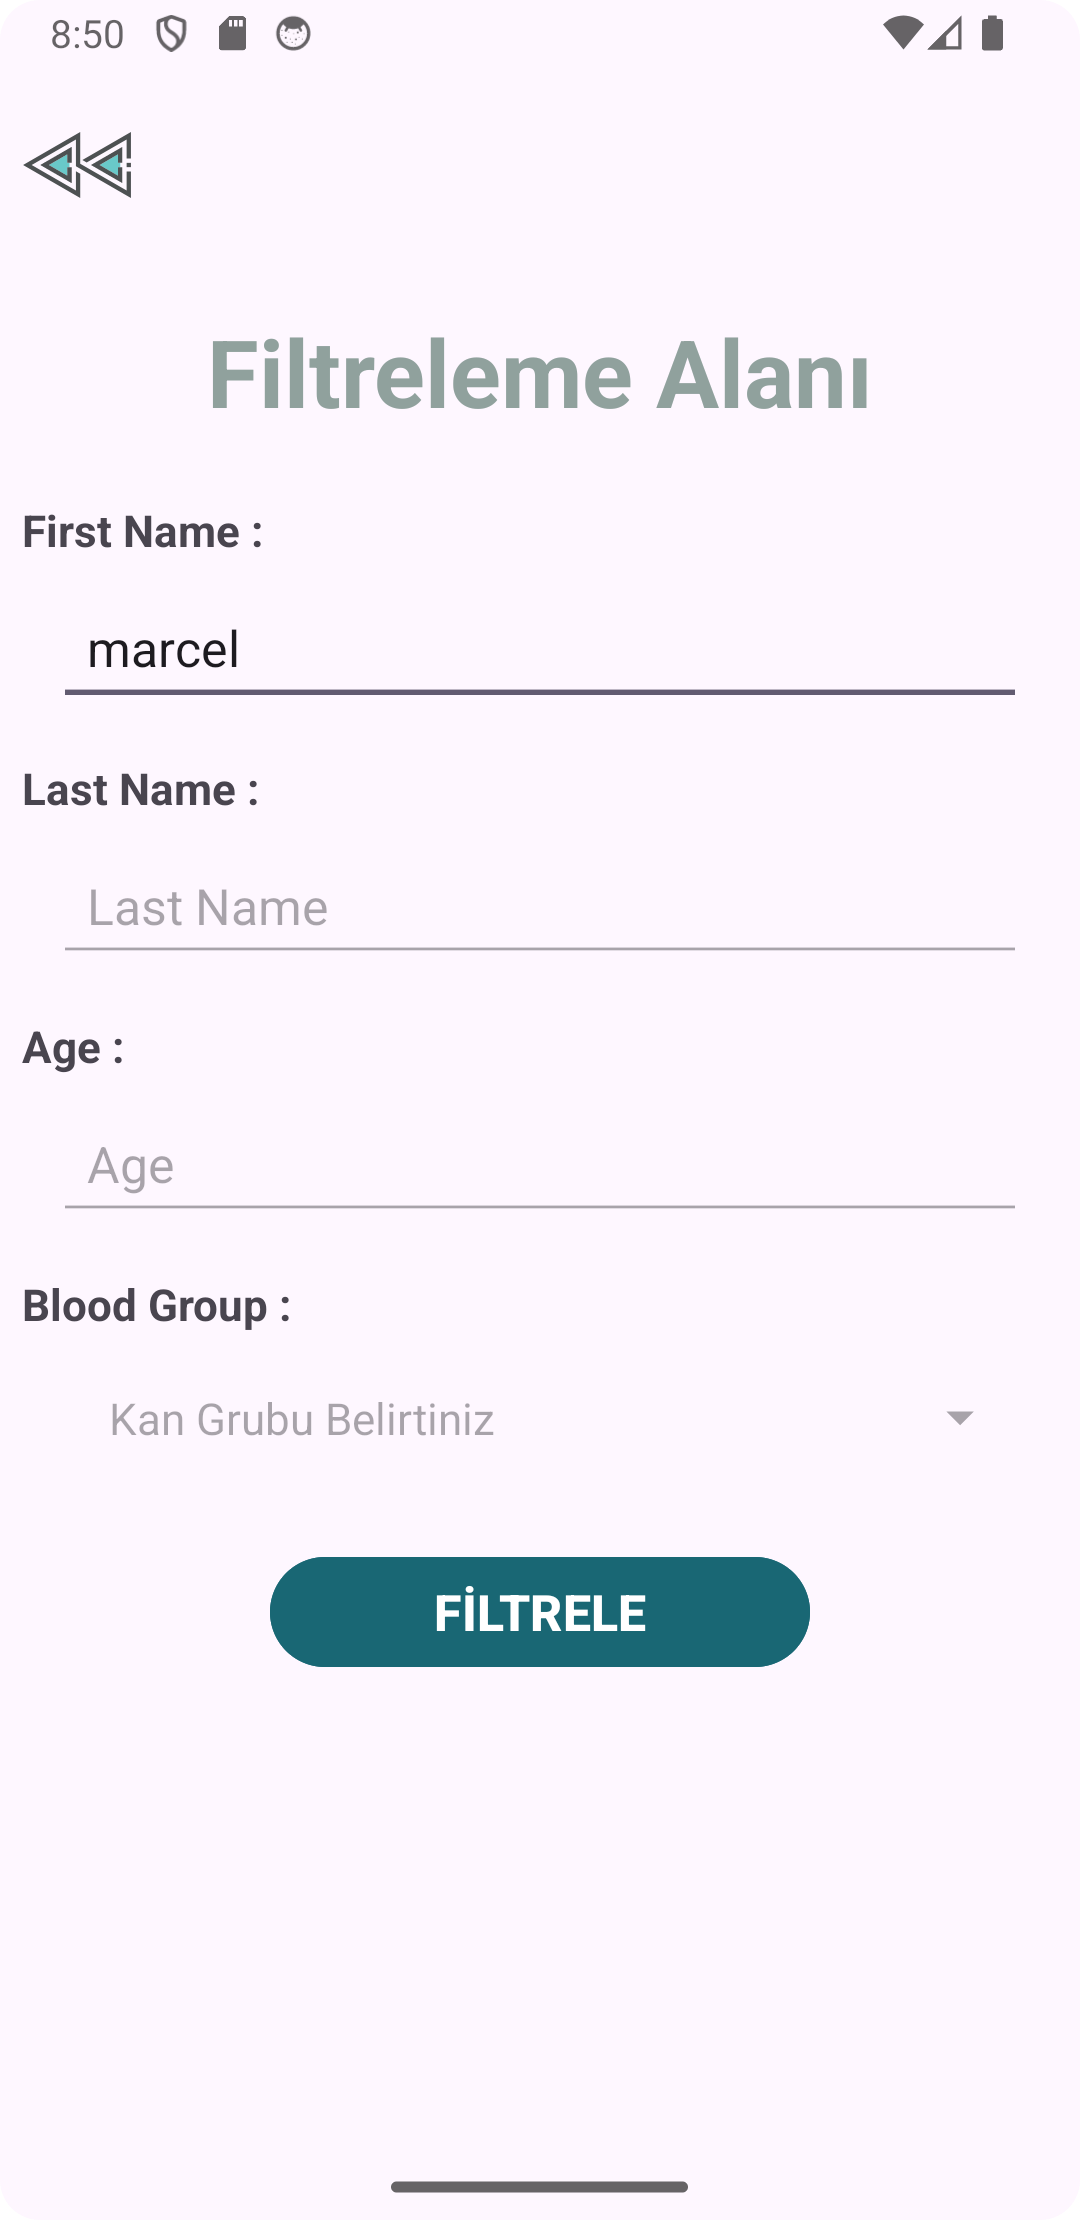 8:50
Filtreleme Alanı
First Name :
marcel
Last Name :
Last Name
Age :
Age
Blood Group :
Kan Grubu Belirtiniz
FİLTRELE